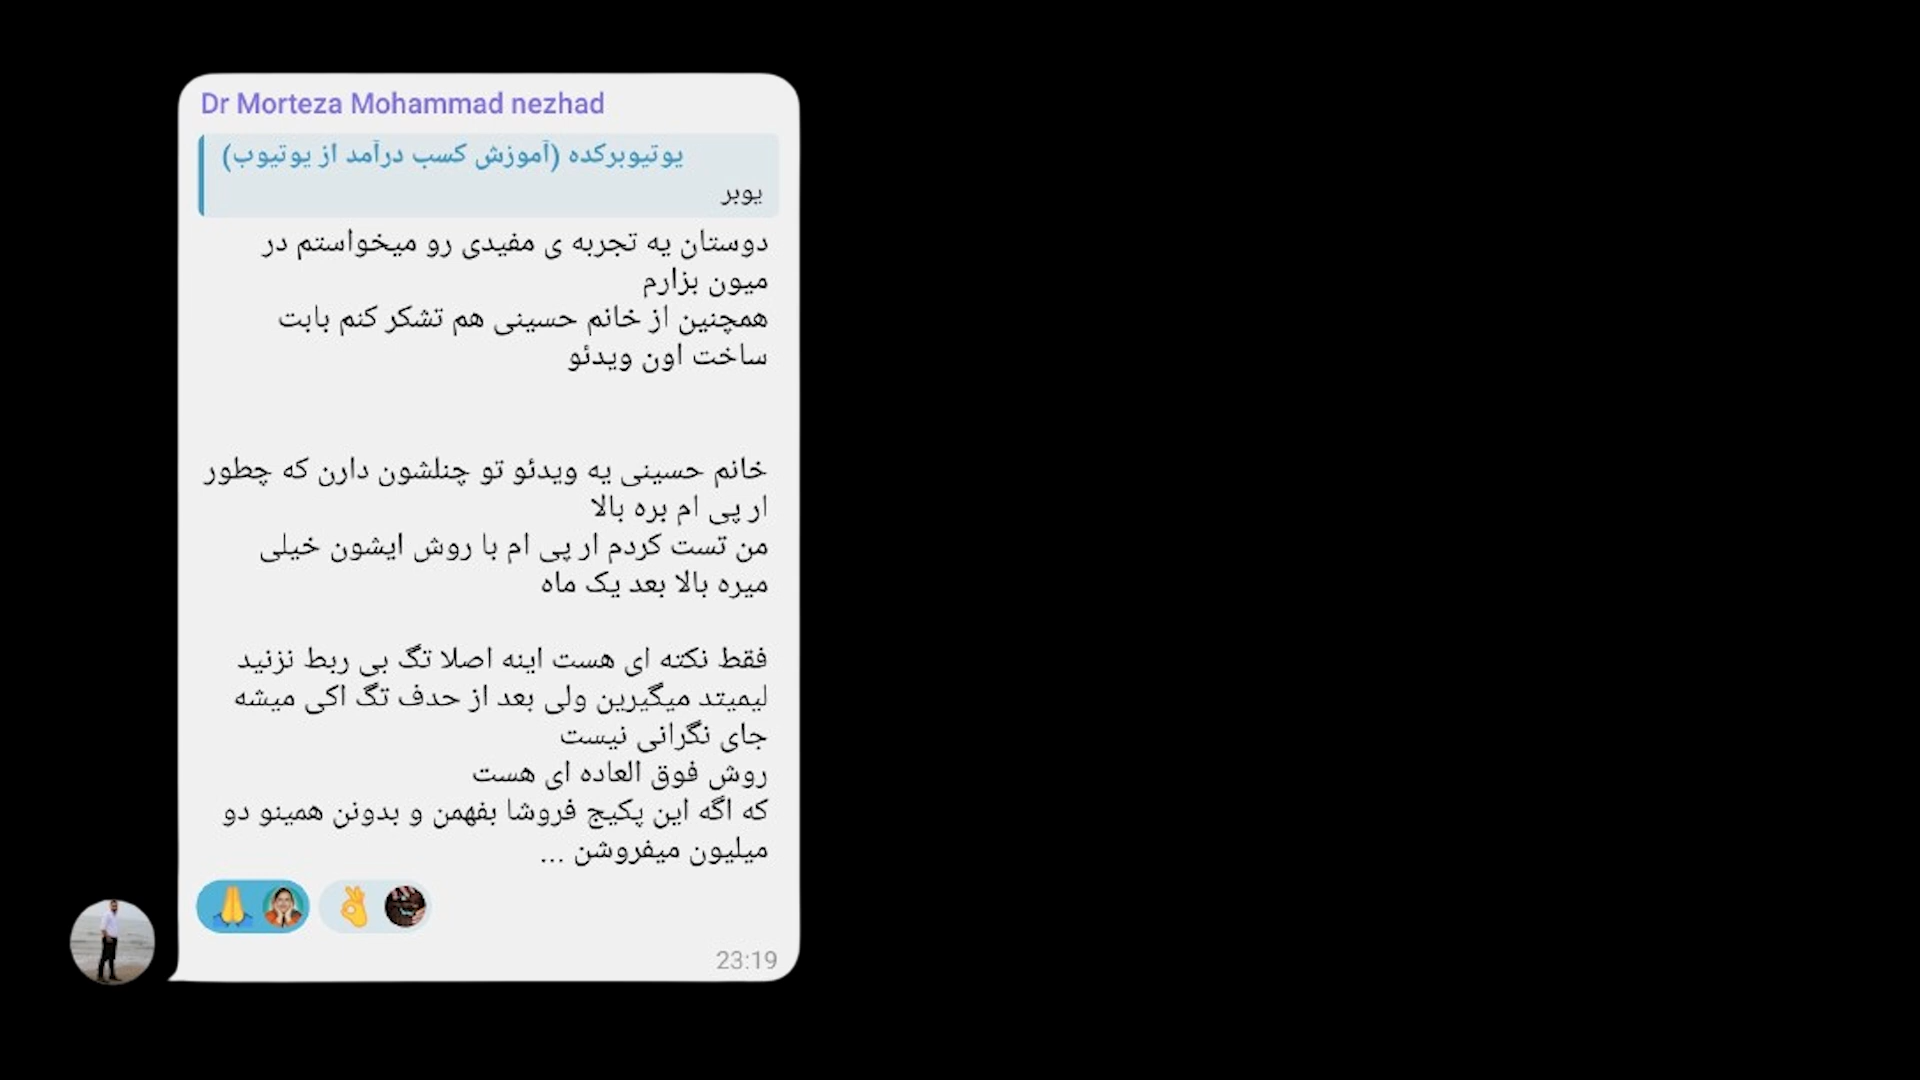 Dr Morteza Mohammad nezhad
یوتیوبرکده (آموزش کسب درآمد از یوتیوب)
یوبر
دوستان یه تجربه ی مفیدی رو میخواستم در
میون بزارم
همچنین از خانم حسینی هم تشکر کنم بابت
ساخت اون ویدئو
خانم حسینی یه ویدئو تو چنلشون دارن که چطور
ار پی ام بره بالا
من تست کردم ار پی ام با روش ایشون خیلی
میره بالا بعد یک ماه
فقط نکته ای هست اینه اصلا تگ بی ربط نزنید
لیمیتد میگیرین ولی بعد از حذف تگ اکی میشه
جای نگرانی نیست
روش فوق العاده ای هست
که اگه این پکیج فروشا بفهمن و بدونن همینو دو
میلیون میفروشن ...
23:19